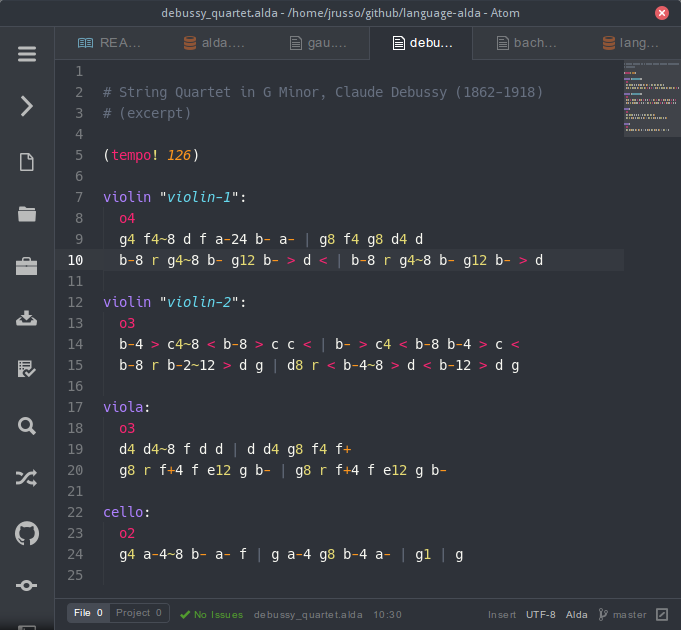 debussy_quartet.alda - /home/jrusso/github/language-alda - Atom
REA... alda.... gau.... debu... bach... lang...
1
2 # String Quartet in G Minor, Claude Debussy (1862-1918)
3 # (excerpt)
4
5 (tempo! 126)
6
7 violin "violin-1":
8 o4
9 g4 f4~8 d f a-24 b- a- | g8 f4 g8 d4 d
10 b-8 r g4~8 b- g12 b- > d < | b-8 r g4~8 b- g12 b- > d
11
12 violin "violin-2":
13 o3
14 b-4 > c4~8 < b-8 > c c < | b- > c4 < b-8 b-4 > c <
15 b-8 r b-2~12 > d g | d8 r < b-4~8 > d < b-12 > d g
16
17 viola:
18 o3
19 d4 d4~8 f d d | d d4 g8 f4 f+
20 g8 r f+4 f e12 g b- | g8 r f+4 f e12 g b-
21
22 cello:
23 o2
24 g4 a-4~8 b- a- f | g a-4 g8 b-4 a- | g1 | g
25
File 0 Project 0 No Issues debussy_quartet.alda 10:30 Insert UTF-8 Alda master